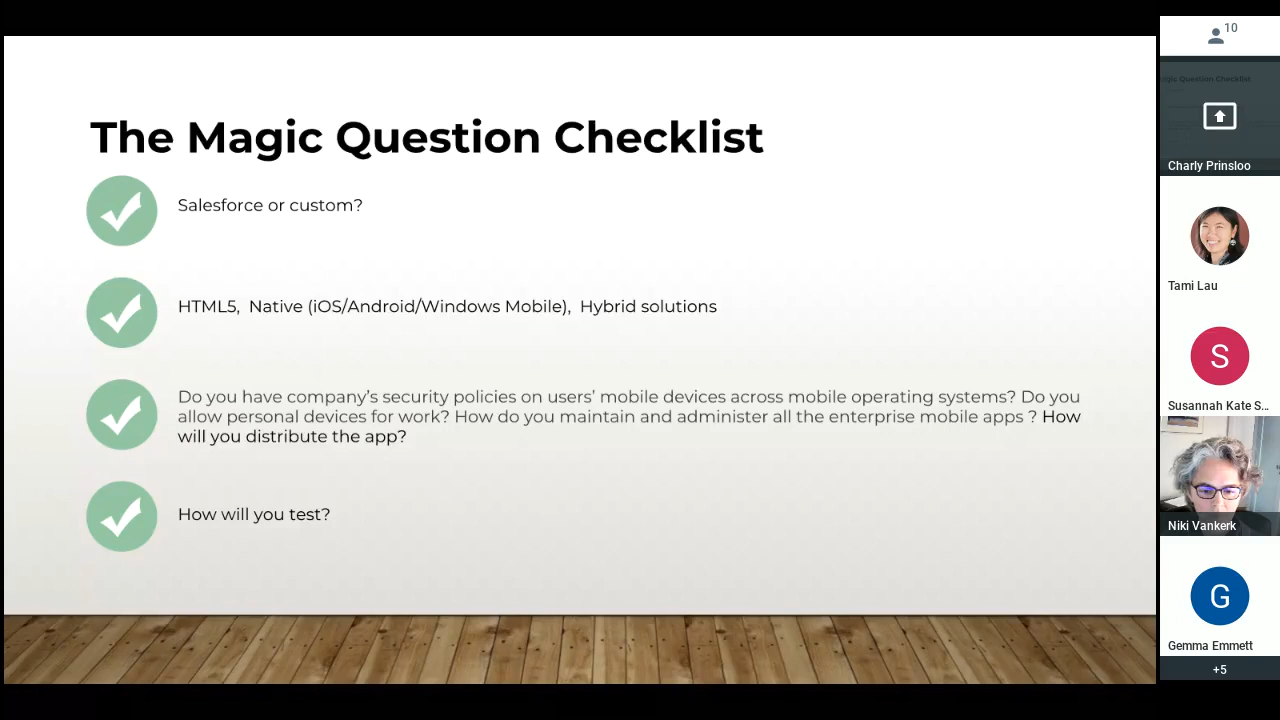 The Magic Question Checklist
Salesforce or custom?
HTML5,  Native (iOS/Android/Windows Mobile),  Hybrid solutions
Do you have company’s security policies on users’ mobile devices across mobile operating systems? Do you
allow personal devices for work? How do you maintain and administer all the enterprise mobile apps ? How
will you distribute the app?
How will you test?
10
Magic Question Checklist
Charly Prinsloo
Tami Lau
S
Susannah Kate S...
Niki Vankerk
G
Gemma Emmett
+5